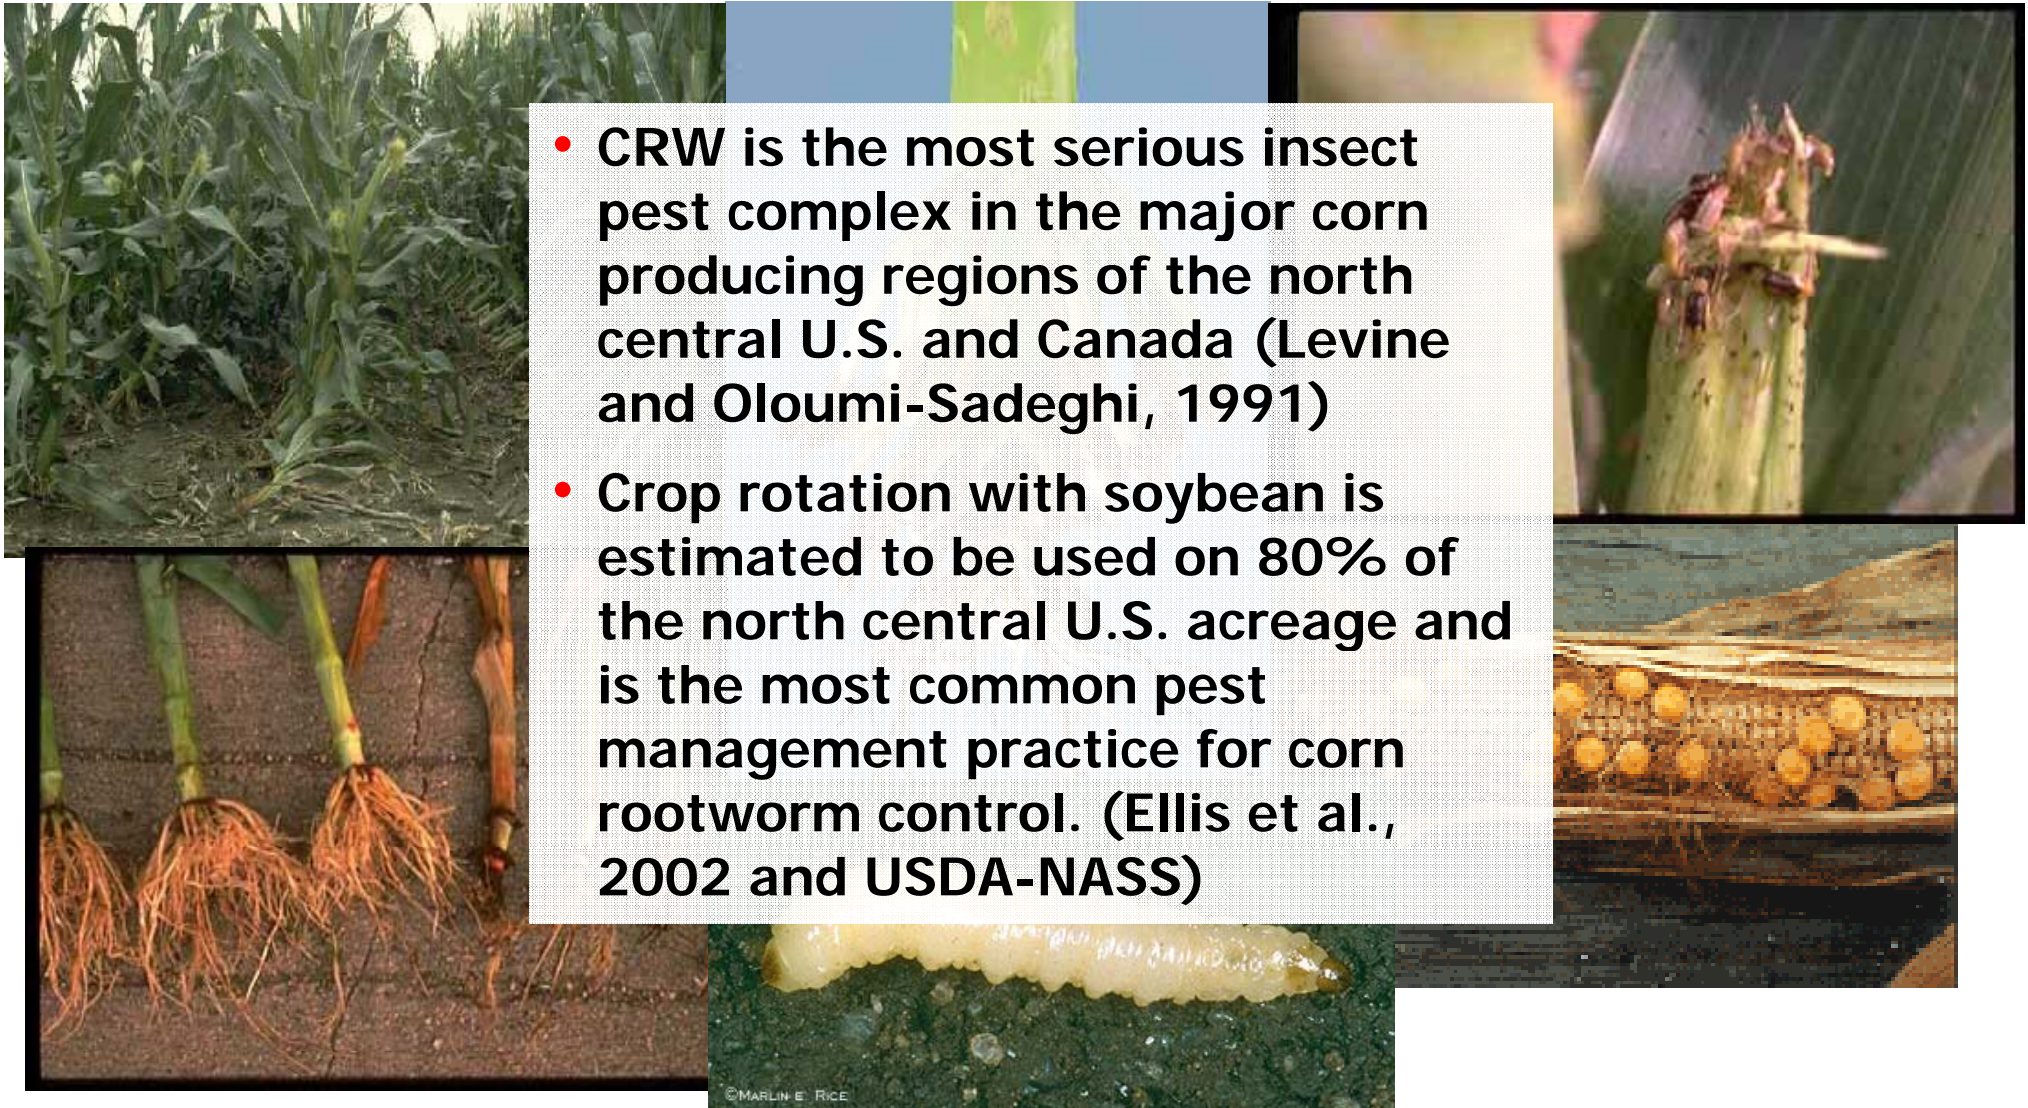 • CRW is the most serious insect
pest complex in the major corn
producing regions of the north
central U.S. and Canada (Levine
and Oloumi-Sadeghi, 1991)
• Crop rotation with soybean is
estimated to be used on 80% of
the north central U.S. acreage and
is the most common pest
management practice for corn
rootworm control. (Ellis et al.,
2002 and USDA-NASS)
©MARLIN E RICE